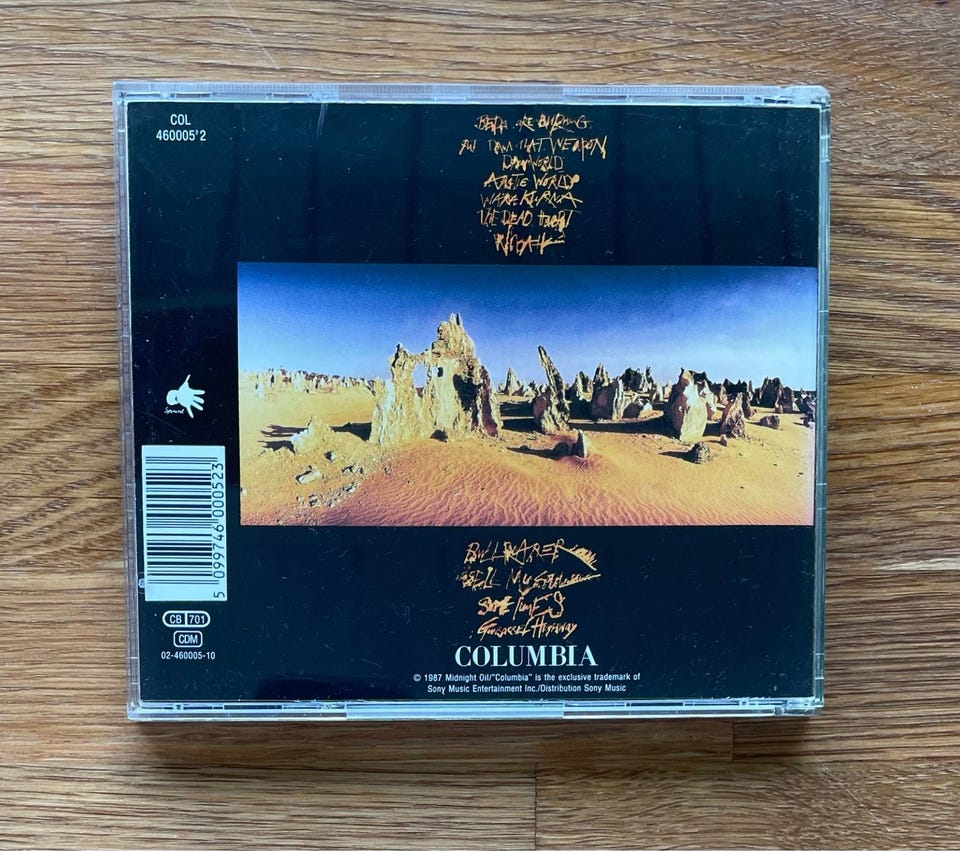 COL
460005'2
BEDS ARE BURNING
PUT DOWN THAT WEAPON
DREAMWORLD
ARCTIC WORLD
WARAKURNA
THE DEAD HEART
Sprint
BULLROARER
SELL MY SOUL
SOMETIMES
GUNBARREL HIGHWAY
5 099746 000523
CB 701
CDM
02-460005-10
COLUMBIA
© 1987 Midnight Oil/"Columbia" is the exclusive trademark of
Sony Music Entertainment Inc./Distribution Sony Music